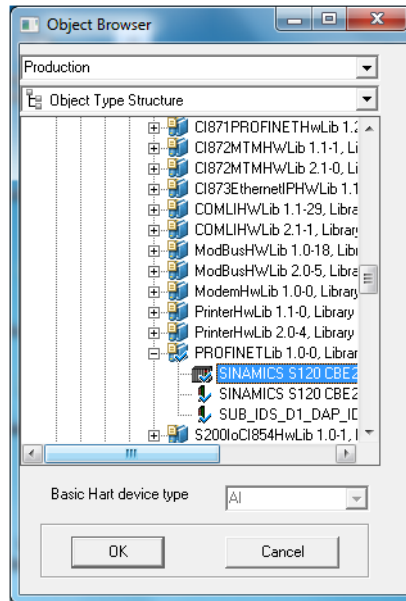 Object Browser
Production
Object Type Structure
CI871PROFINETHwLib 1.2
CI872MTMHWLib 1.1-1, Li
CI872MTMHWLib 2.1-0, Li
CI873EthernetIPHWLib 1.1
COMLIHWLib 1.1-29, Library
COMLIHWLib 2.1-1, Library
ModBusHWLib 1.0-18, Libr
ModBusHWLib 2.0-5, Libra
ModemHwLib 1.0-0, Library
PrinterHwLib 1.1-0, Library
PrinterHwLib 2.0-4, Library
PROFINETLib 1.0-0, Librar
SINAMICS S120 CBE2
SINAMICS S120 CBE2
SUB_IDS_D1_DAP_ID
S200IoCI854HwLib 1.0-1, l
Basic Hart device type
AI
OK
Cancel